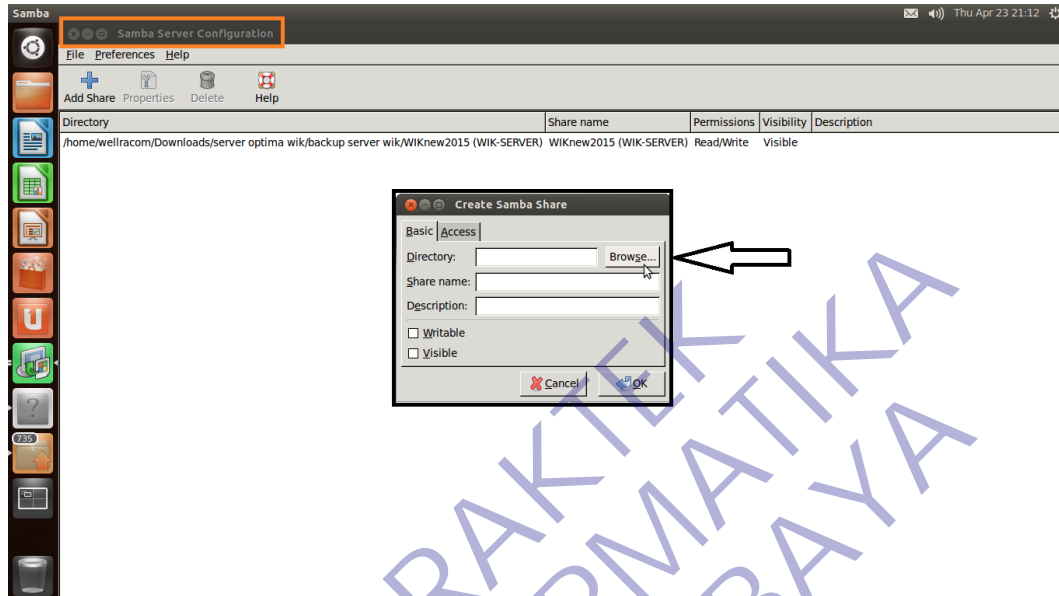 Samba
Thu Apr 23 21:12
Samba Server Configuration
File Preferences Help
Add Share Properties Delete Help
Directory Share name Permissions Visibility Description
/home/wellracom/Downloads/server optima wik/backup server wik/WIKnew2015 (WIK-SERVER) WIKnew2015 (WIK-SERVER) Read/Write Visible
Create Samba Share
Basic Access
Directory: Browse...
Share name:
Description:
Writable
Visible
Cancel OK
735
RAKTEK
RMATIKA
BAYA